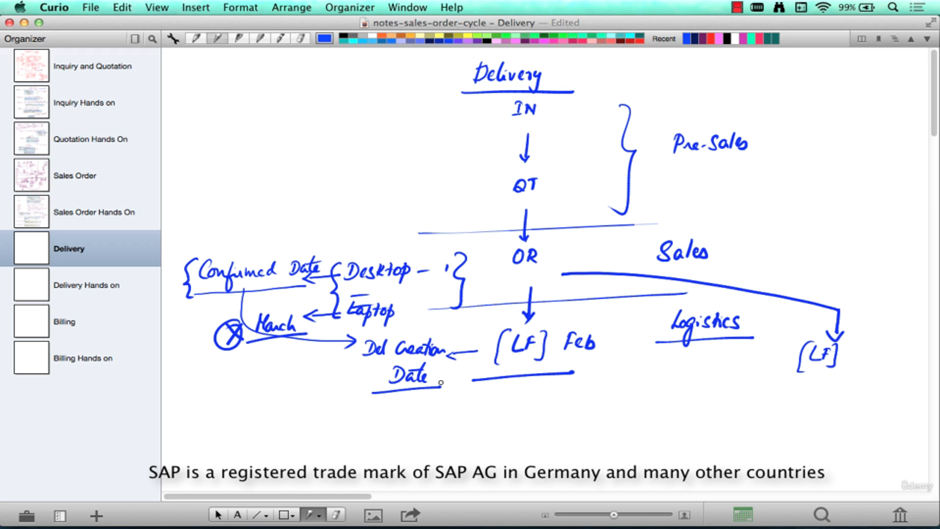 Curio File Edit View Insert Format Arrange Organizer Window Help 99%
notes-sales-order-cycle - Delivery — Edited
Organizer
Recent
Inquiry and Quotation
Inquiry Hands on
Quotation Hands On
Sales Order
Sales Order Hands On
Delivery
Delivery Hands on
Billing
Billing Hands on
Delivery
IN
Pre-Sales
QT
OR Sales
Confirmed Date Desktop - 1
Laptop
March
Logistics
Del Creation [LF] Feb [LF]
Date
SAP is a registered trade mark of SAP AG in Germany and many other countries
Udemy
A